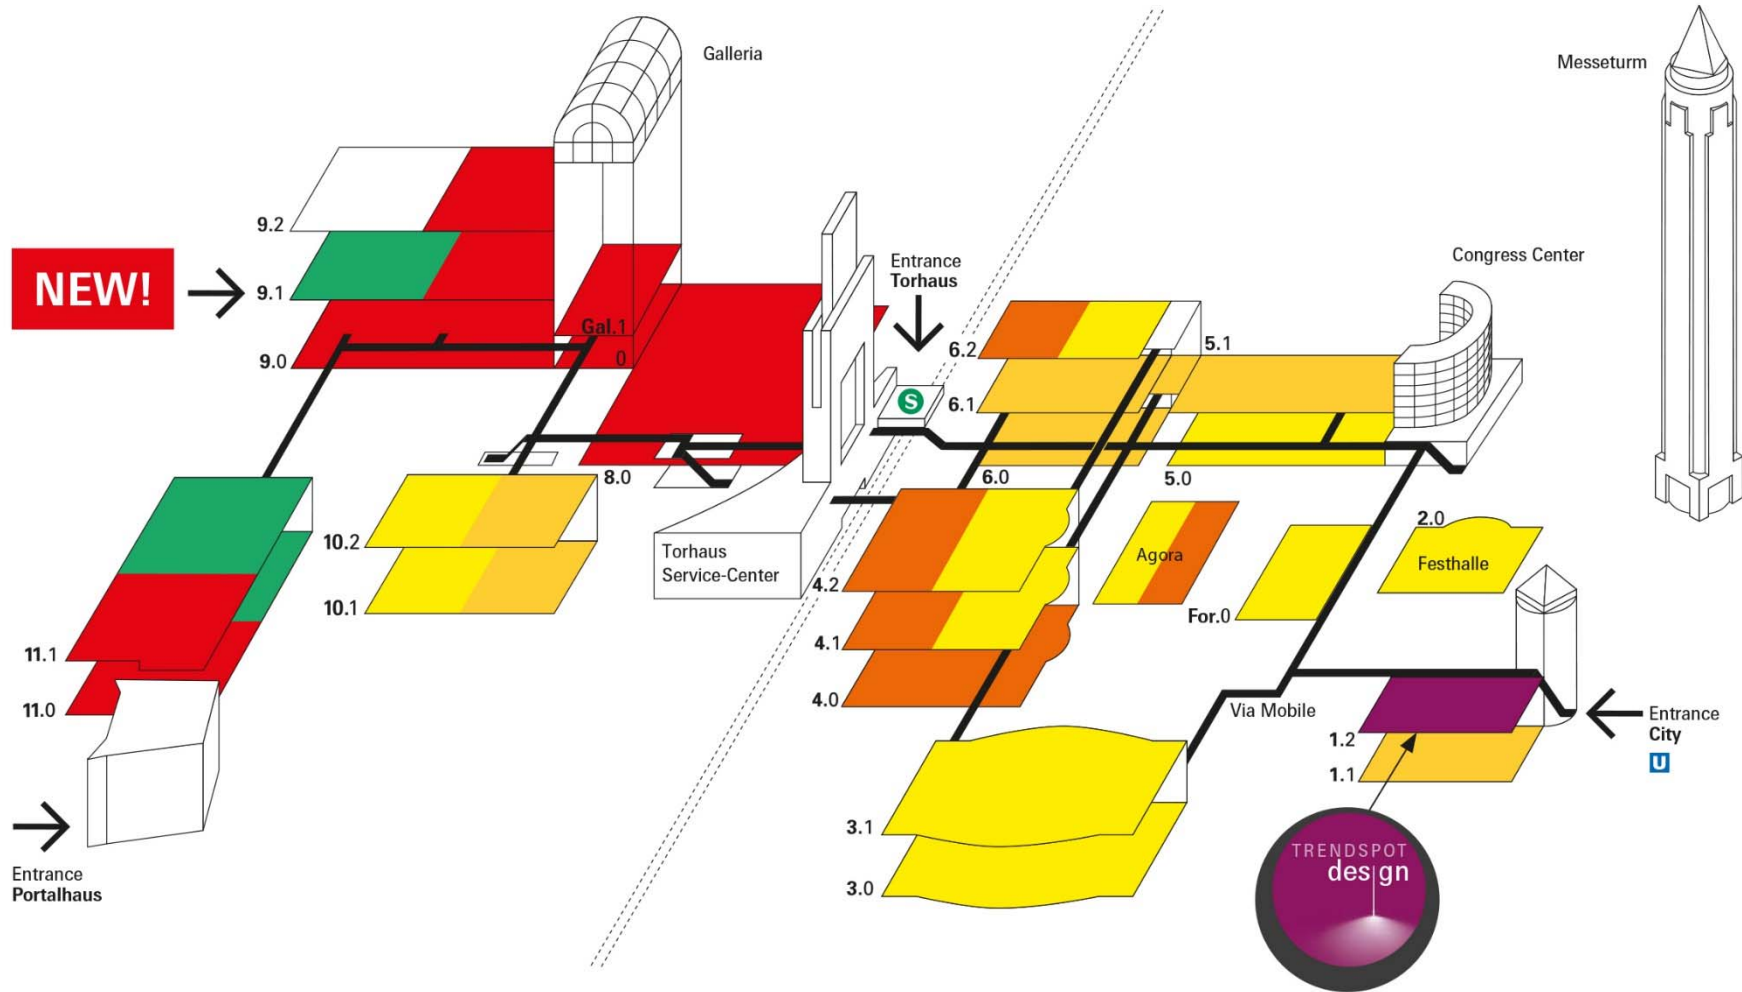 Galleria
Messeturm
9.2
NEW!
9.1
Entrance
Torhaus
Congress Center
Gal.1
9.0
0
6.2
5.1
S
6.1
8.0
6.0
5.0
10.2
2.0
Torhaus
Service-Center
Agora
Festhalle
4.2
10.1
For.0
4.1
11.1
4.0
11.0
Via Mobile
Entrance
City
U
1.2
1.1
3.1
TRENDSPOT
design
Entrance
Portalhaus
3.0